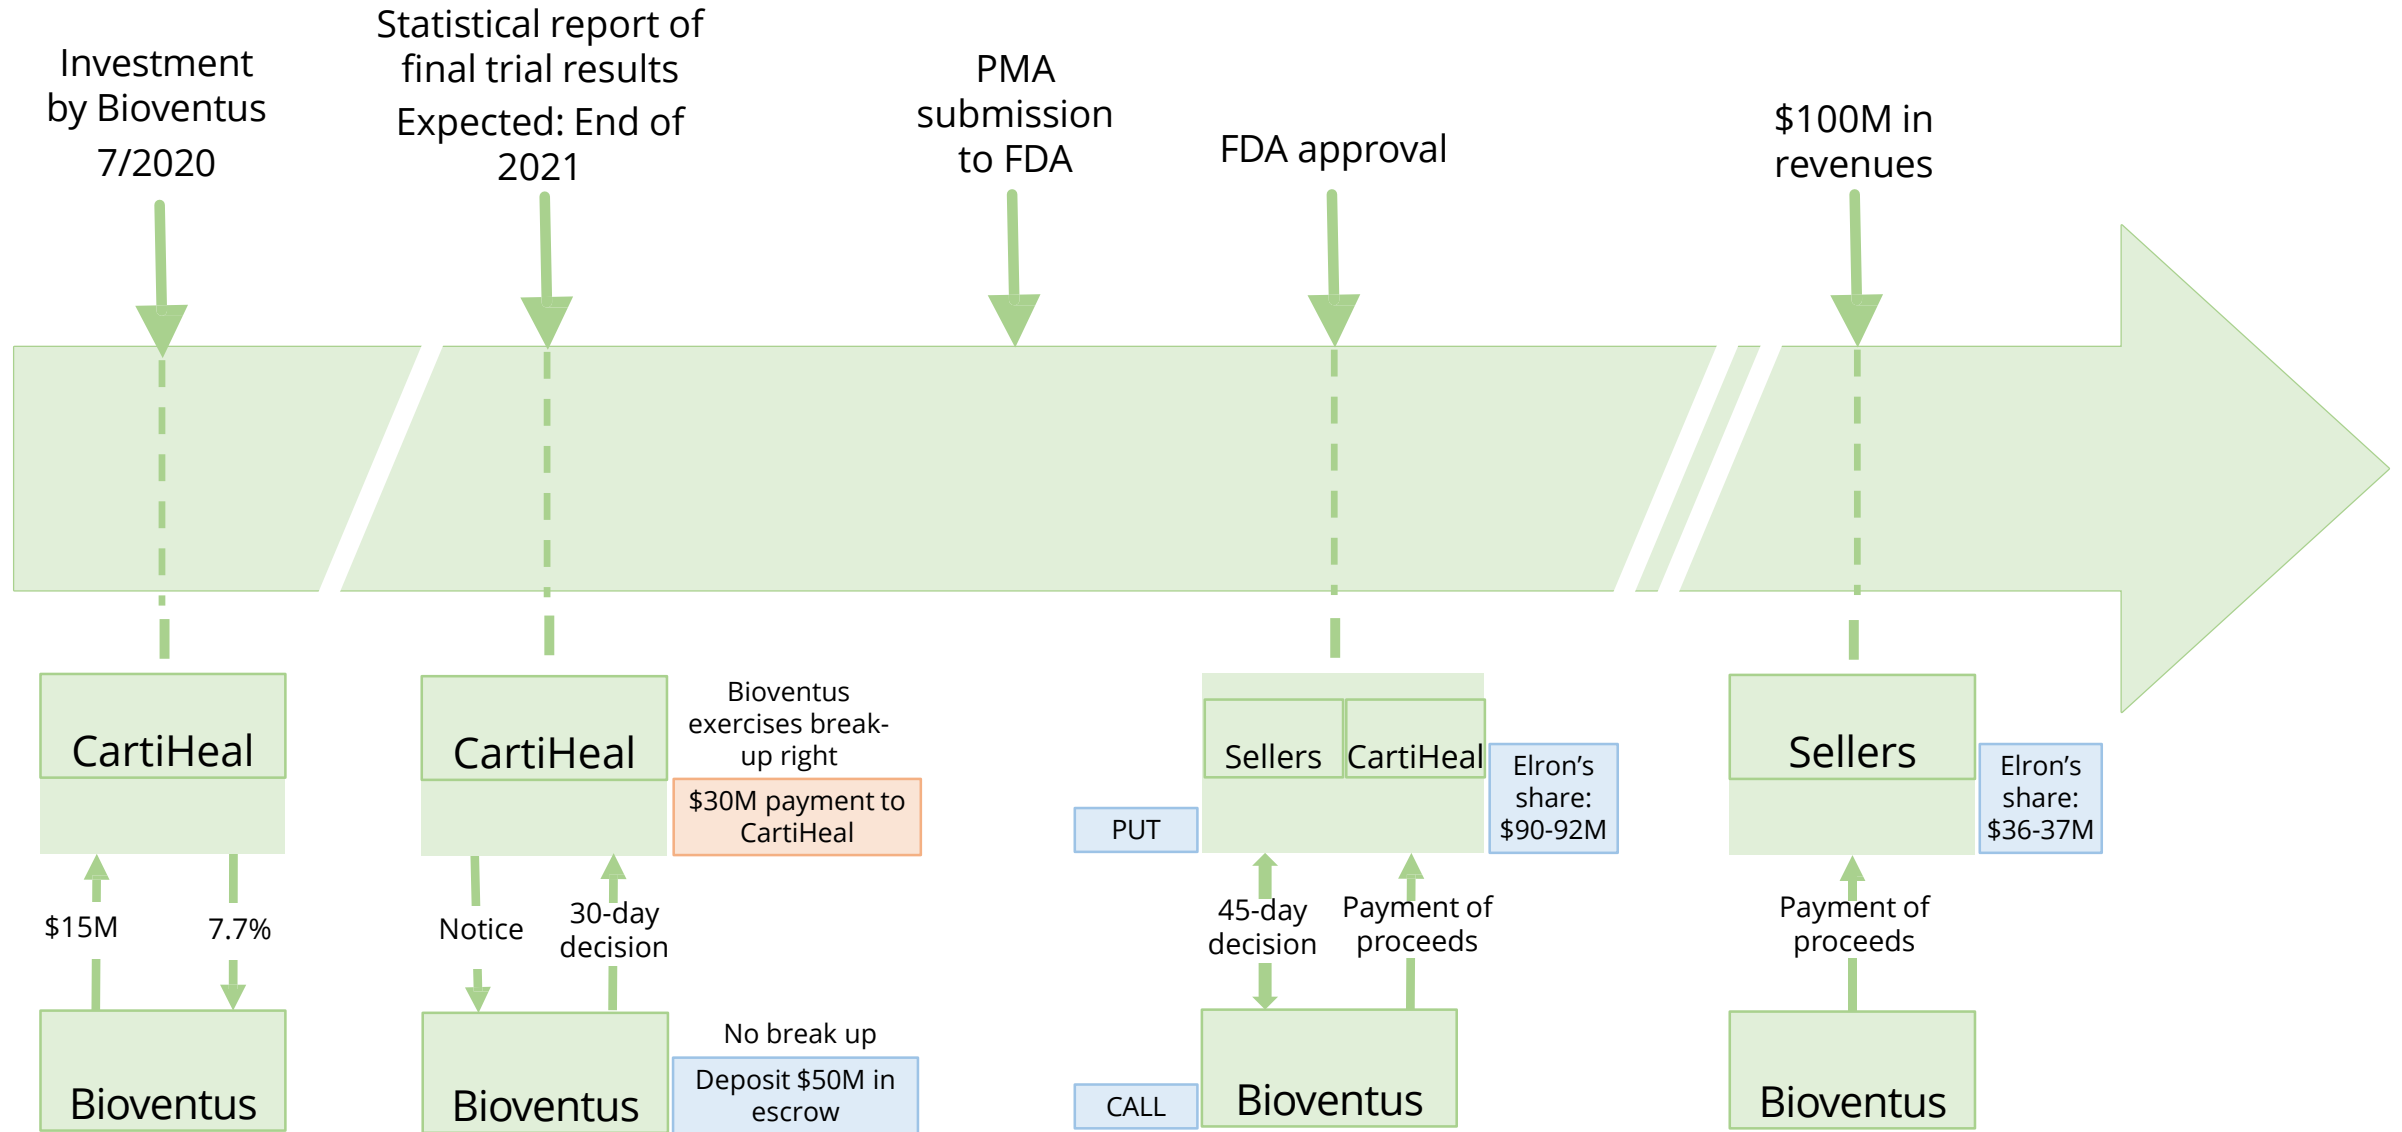 Investment
by Bioventus
7/2020
Statistical report of
final trial results
Expected: End of
2021
PMA
submission
to FDA
FDA approval
$100M in
revenues
CartiHeal
$15M
7.7%
Bioventus
CartiHeal
Bioventus
exercises break-
up right
$30M payment to
CartiHeal
Notice
30-day
decision
Bioventus
No break up
Deposit $50M in
escrow
PUT
Sellers
CartiHeal
Elron’s
share:
$90-92M
45-day
decision
Payment of
proceeds
CALL
Bioventus
Sellers
Elron’s
share:
$36-37M
Payment of
proceeds
Bioventus